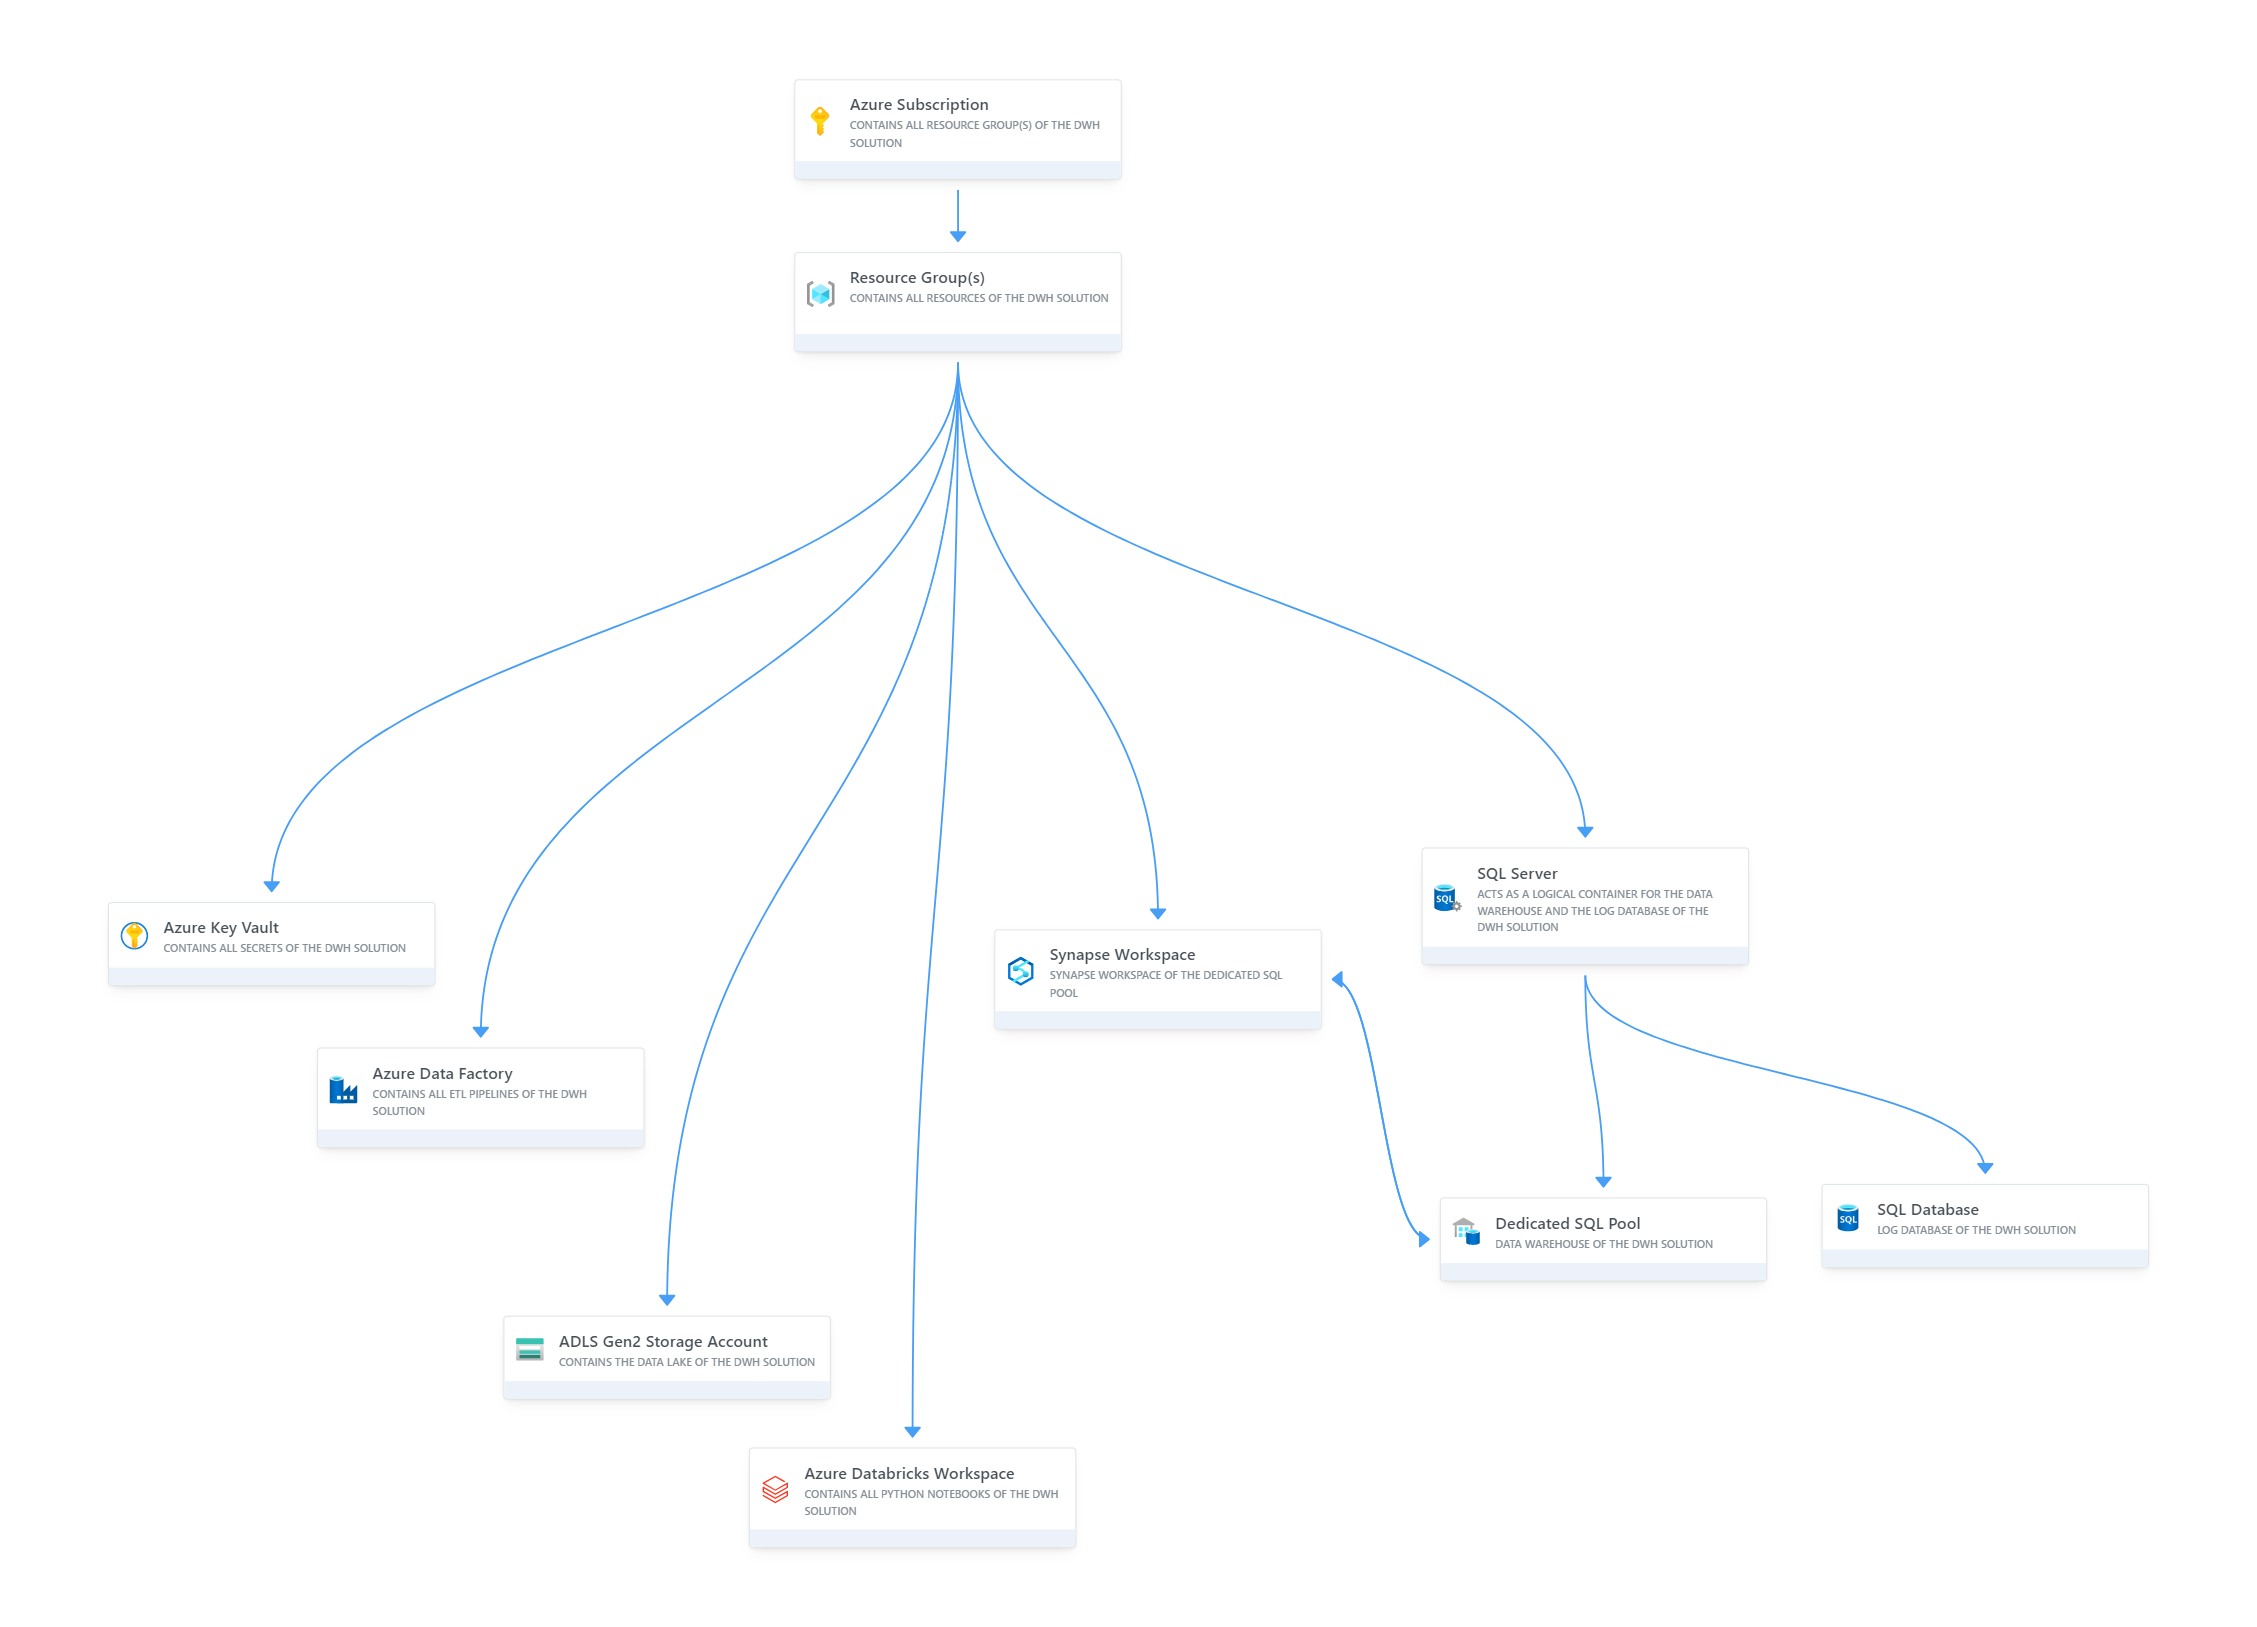 Azure Subscription
CONTAINS ALL RESOURCE GROUP(S) OF THE DWH
SOLUTION
Resource Group(s)
CONTAINS ALL RESOURCES OF THE DWH SOLUTION
SQL Server
ACTS AS A LOGICAL CONTAINER FOR THE DATA
WAREHOUSE AND THE LOG DATABASE OF THE
DWH SOLUTION
SQL
Azure Key Vault
CONTAINS ALL SECRETS OF THE DWH SOLUTION
Synapse Workspace
SYNAPSE WORKSPACE OF THE DEDICATED SQL
POOL
Azure Data Factory
CONTAINS ALL ETL PIPELINES OF THE DWH
SOLUTION
Dedicated SQL Pool
DATA WAREHOUSE OF THE DWH SOLUTION
SQL Database
LOG DATABASE OF THE DWH SOLUTION
SQL
ADLS Gen2 Storage Account
CONTAINS THE DATA LAKE OF THE DWH SOLUTION
Azure Databricks Workspace
CONTAINS ALL PYTHON NOTEBOOKS OF THE DWH
SOLUTION